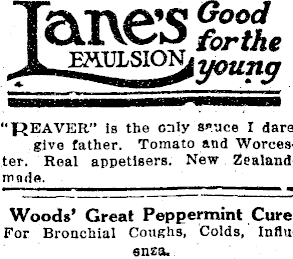 Lane's
EMULSION
Good
for the
young
"REAVER" is the only sauce I dare
give father. Tomato and Worces-
ter. Real appetisers. New Zealand
made.
Woods' Great Peppermint Cure
For Bronchial Coughs, Colds, Influ
enza.